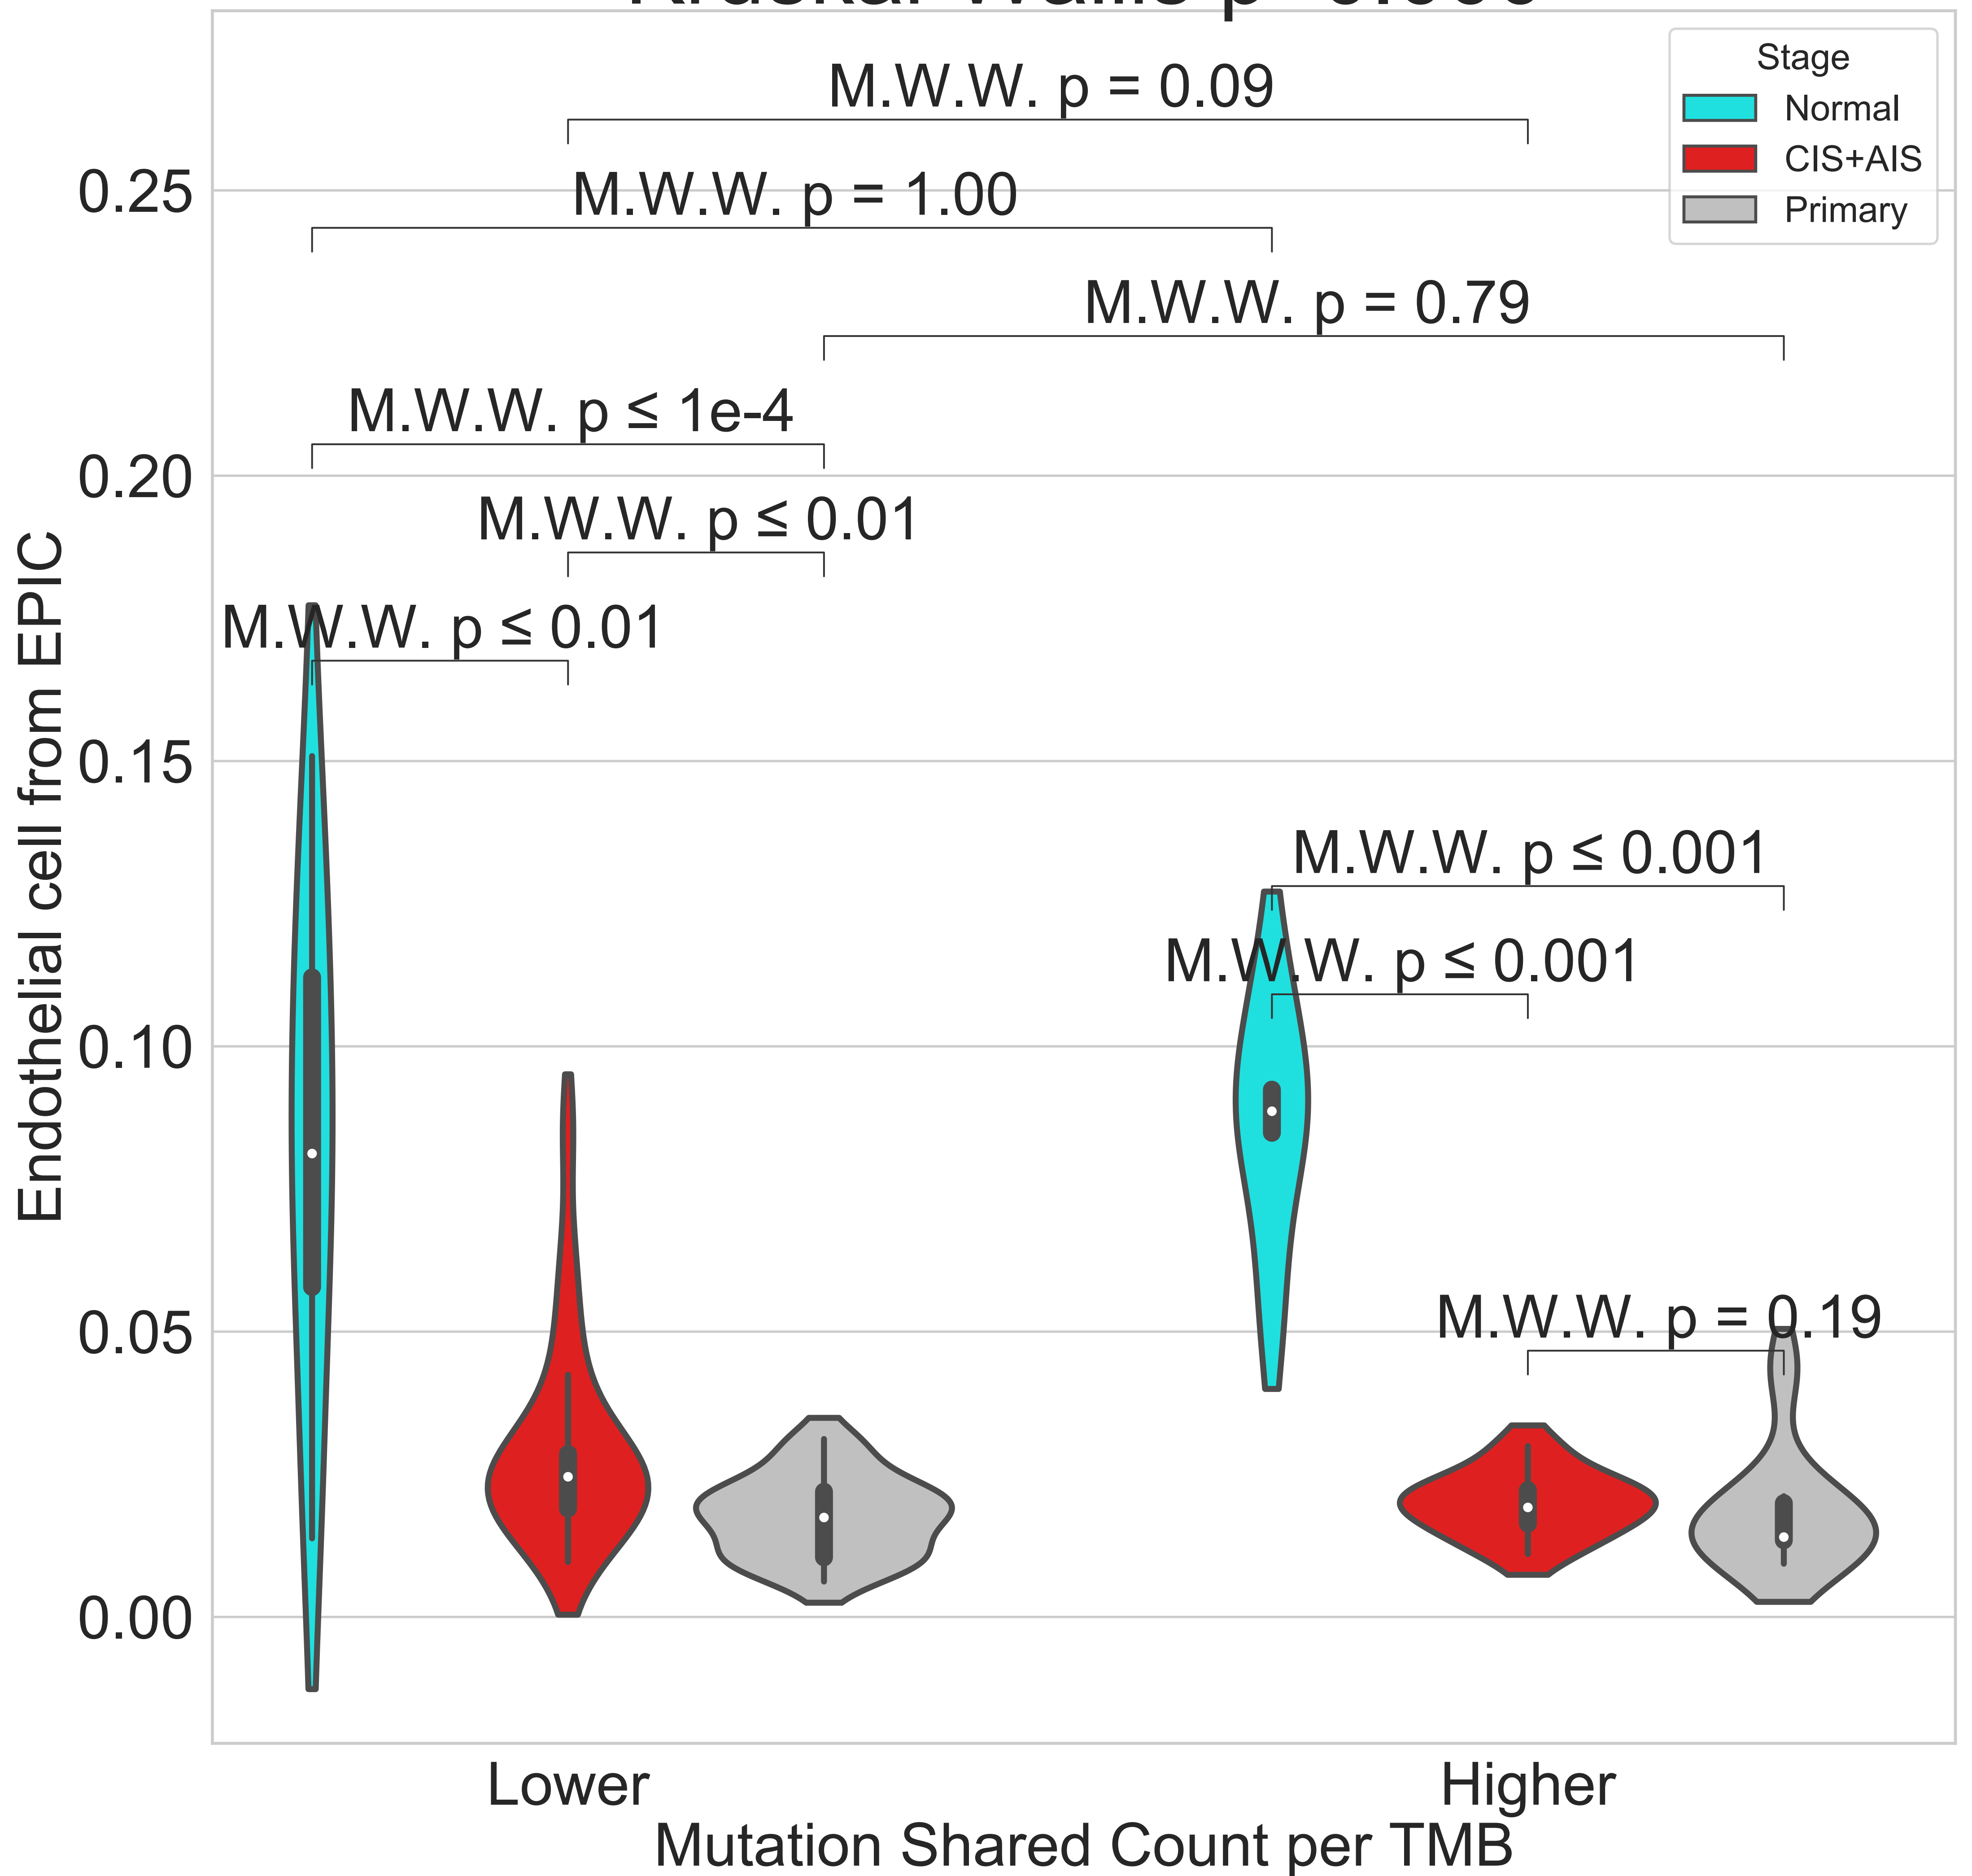 M.W.W. p = 0.09
M.W.W. p = 1.00
M.W.W. p = 0.79
M.W.W. p ≤ 1e-4
M.W.W. p ≤ 0.01
M.W.W. p ≤ 0.01
M.W.W. p ≤ 0.001
M.W.W. p ≤ 0.001
M.W.W. p = 0.19
Stage
Normal
CIS+AIS
Primary
Endothelial cell from EPIC
0.25
0.20
0.15
0.10
0.05
0.00
Lower
Higher
Mutation Shared Count per TMB